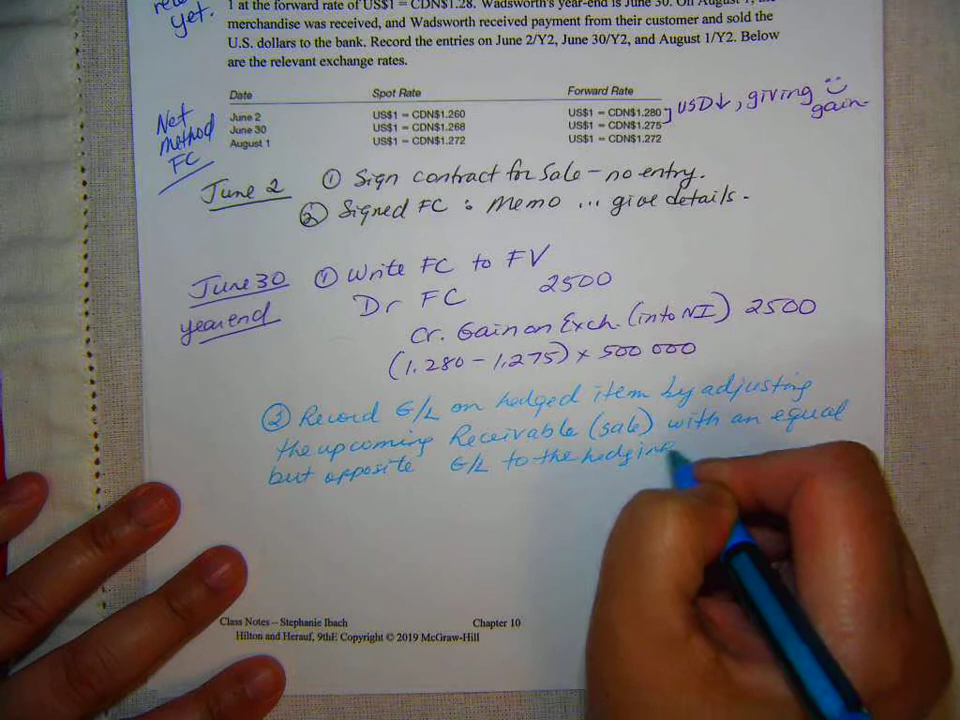 yet.
1 at the forward rate of US$1 = CDN$1.28. Wadsworth's year-end is June 30. On August 1, the
merchandise was received, and Wadsworth received payment from their customer and sold the
U.S. dollars to the bank. Record the entries on June 2/Y2, June 30/Y2, and August 1/Y2. Below
are the relevant exchange rates.
Date Spot Rate Forward Rate
June 2 US$1 = CDN$1.260 US$1 = CDN$1.280
June 30 US$1 = CDN$1.268 US$1 = CDN$1.275
August 1 US$1 = CDN$1.272 US$1 = CDN$1.272
USD↓, giving gain
Net
method
FC
June 2 ① Sign contract for Sale – no entry.
② Signed FC : Memo ... give details.
June 30 ① Write FC to FV
year end Dr FC 2500
Cr. Gain on Exch. (into NI) 2500
(1.280 - 1.275) x 500 000
② Record G/L on hedged item by adjusting
the upcoming Receivable (sale) with an equal
but opposite G/L to the hedgin
Class Notes – Stephanie Ibach Chapter 10
Hilton and Herauf, 9thE Copyright © 2019 McGraw-Hill